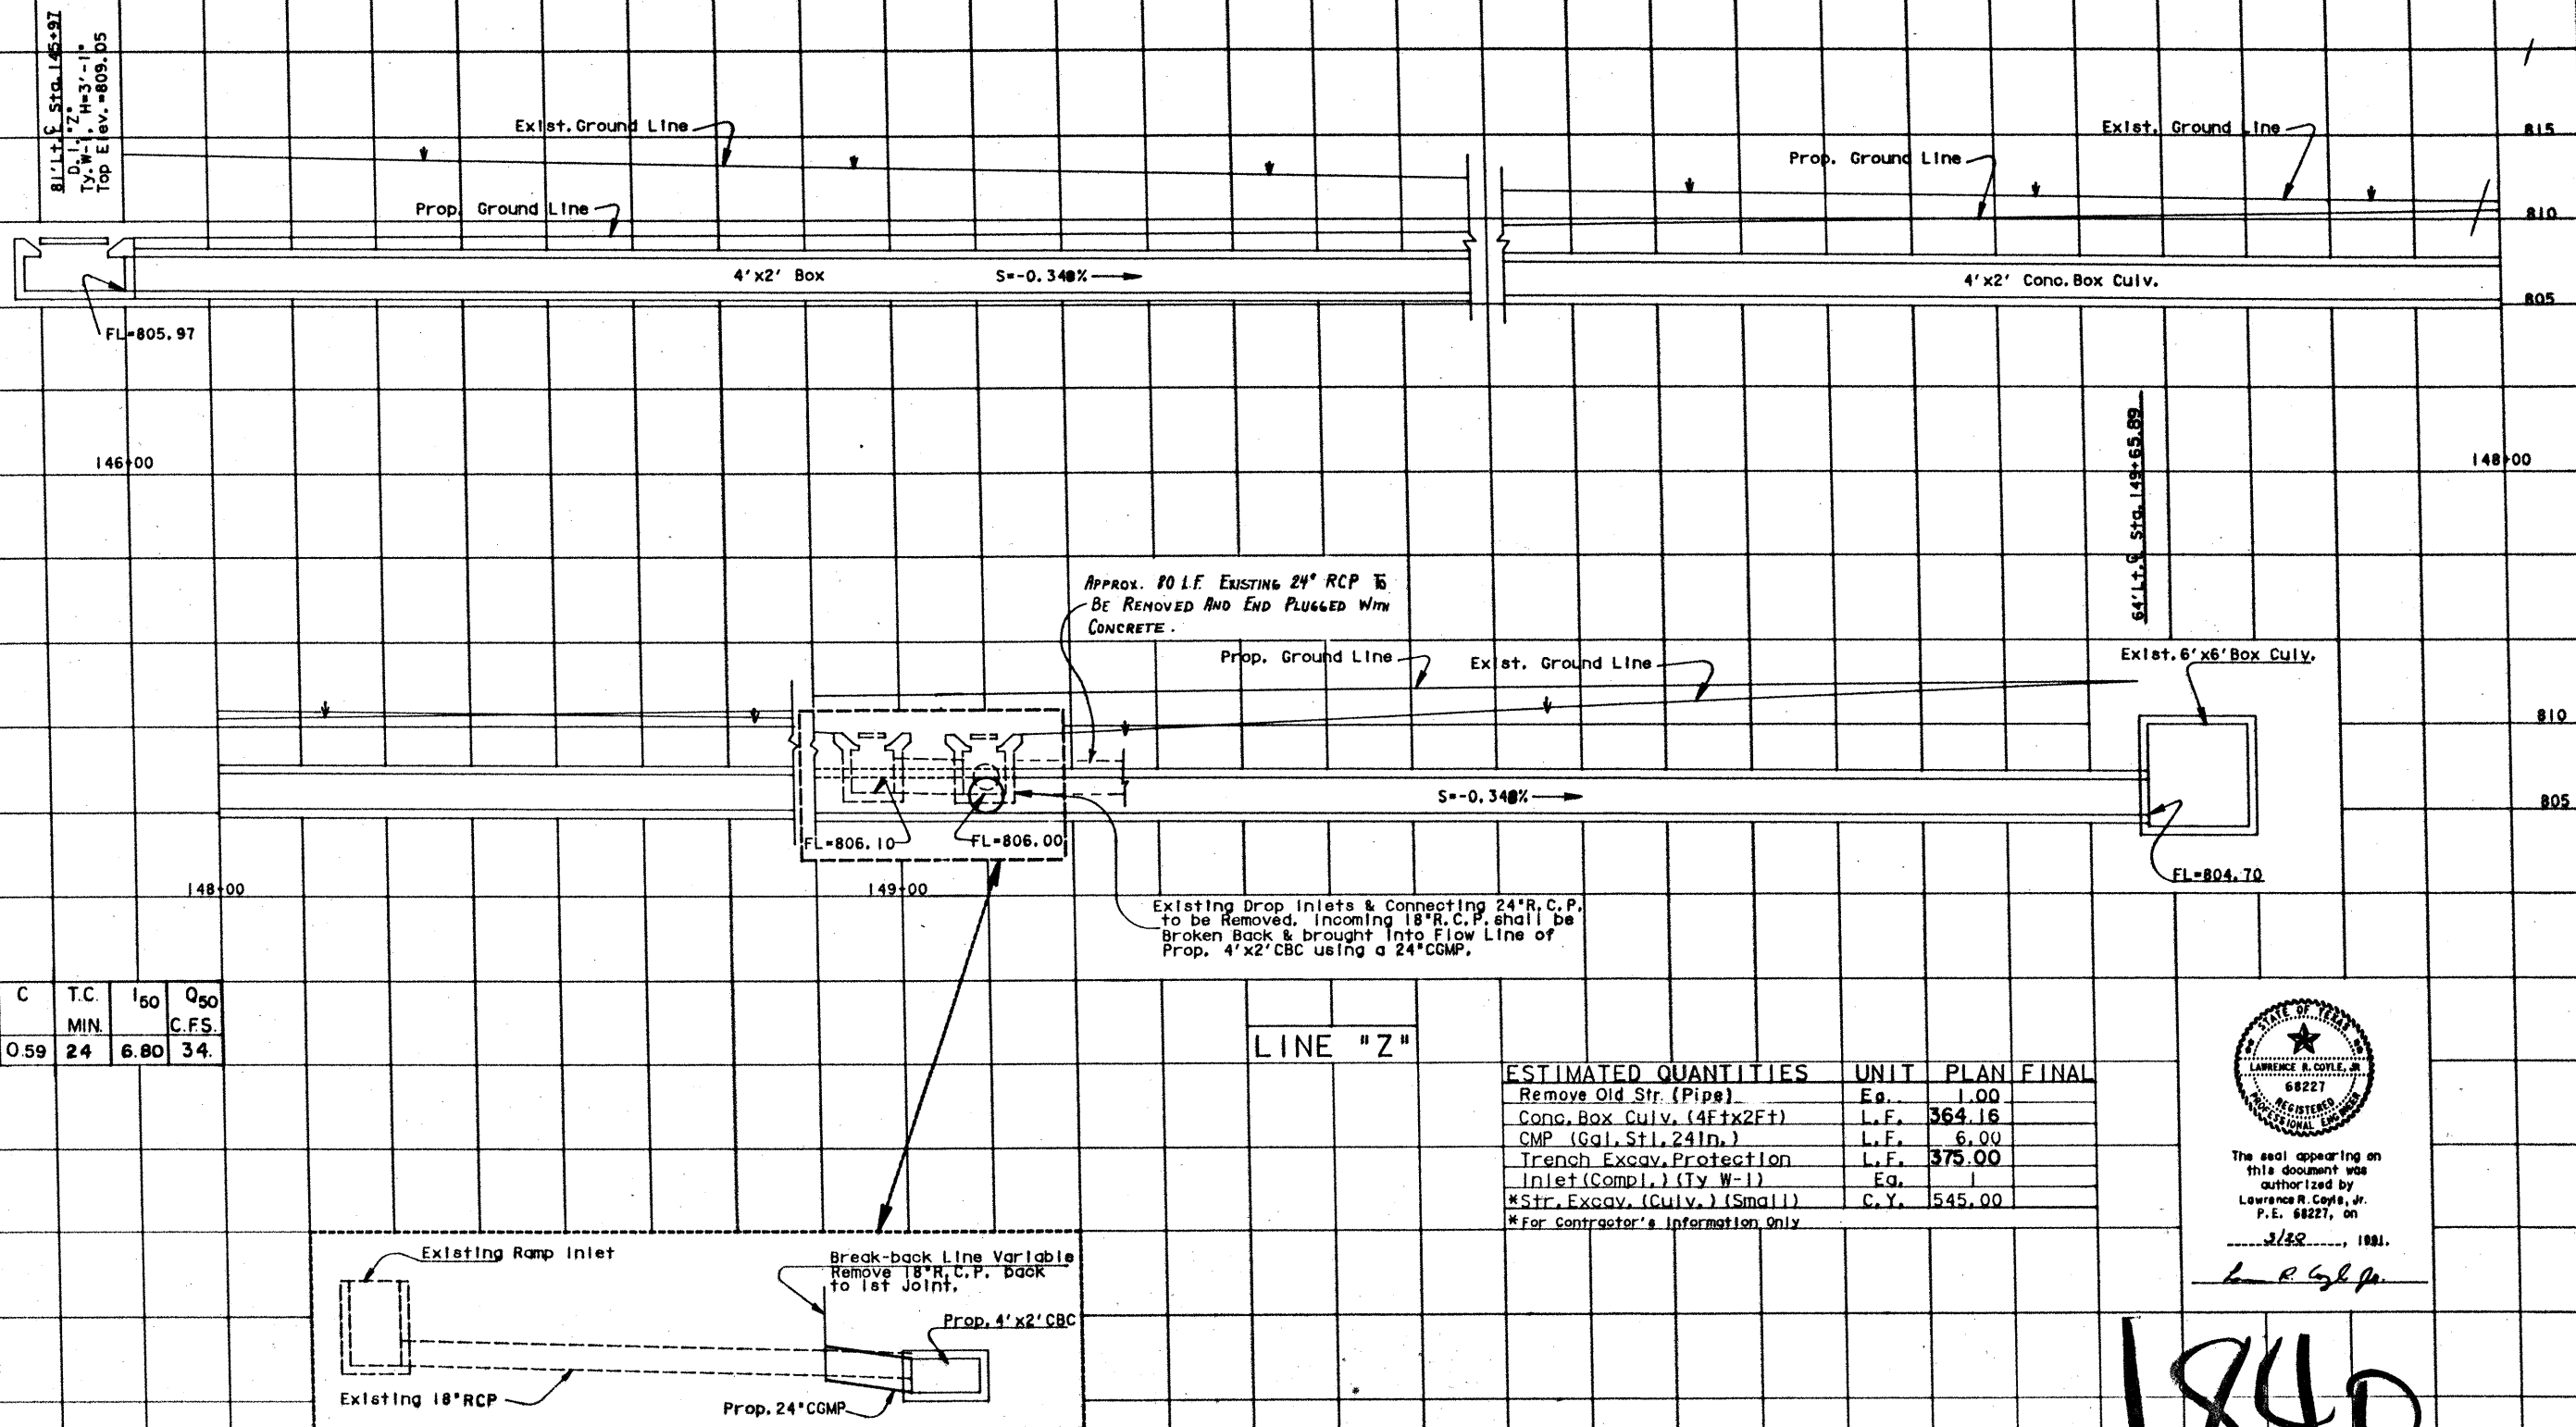 81' Lt. ℄ Sta. 145+97
D. I. "Z"
Ty. W-1, H=3'-1"
Top Elev.=809.05
Exist. Ground Line
Prop. Ground Line
4'x2' Box
S=-0.348%
FL=805.97
146+00
Exist. Ground Line
Prop. Ground Line
4'x2' Conc. Box Culv.
815
810
805
148+00
64' Lt. ℄ Sta. 149+65.89
APPROX. 80 L.F. EXISTING 24" RCP TO
BE REMOVED AND END PLUGGED WITH
CONCRETE.
Prop. Ground Line
Exist. Ground Line
Exist. 6'x6' Box Culv.
810
805
S=-0.348%
FL=806.10
FL=806.00
FL=804.70
148+00
149+00
Existing Drop Inlets & Connecting 24"R.C.P.
to be Removed. Incoming 18"R.C.P. shall be
Broken Back & brought into Flow Line of
Prop. 4'x2' CBC using a 24"CGMP.
C T.C. I50 Q50
MIN. C.F.S.
0.59 24 6.80 34.
LINE "Z"
ESTIMATED QUANTITIES UNIT PLAN FINAL
Remove Old Str. (Pipe) Ea. 1.00
Conc. Box Culv. (4Ftx2Ft) L.F. 364.16
CMP (Gal. Stl. 24In.) L.F. 6.00
Trench Excav. Protection L.F. 375.00
Inlet (Compl.) (Ty W-1) Ea. 1
*Str. Excav. (Culv.) (Small) C.Y. 545.00
*For Contractor's Information Only
STATE OF TEXAS
LAWRENCE R. COYLE, JR
68227
REGISTERED
PROFESSIONAL ENGINEER
The seal appearing on
this document was
authorized by
Lawrence R. Coyle, Jr.
P.E. 68227, on
3/20, 1991.
Existing Ramp Inlet
Break-back Line Variable
Remove 18"R.C.P. back
to 1st Joint.
Prop. 4'x2' CBC
Existing 18"RCP
Prop. 24"CGMP
184D